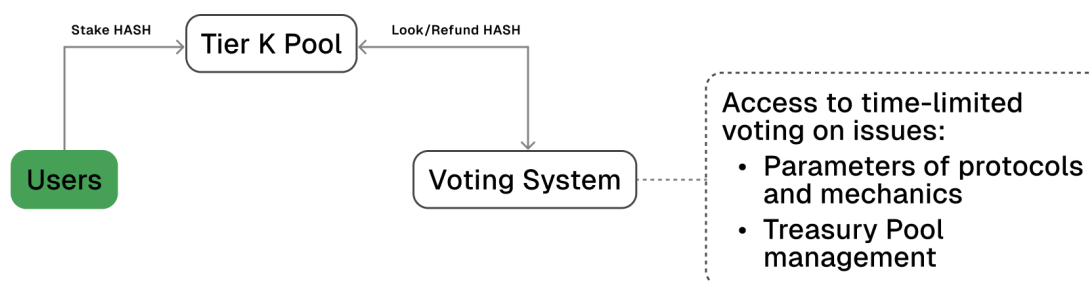 Stake HASH
Tier K Pool
Look/Refund HASH
Users
Voting System
Access to time-limited
voting on issues:
• Parameters of protocols
and mechanics
• Treasury Pool
management